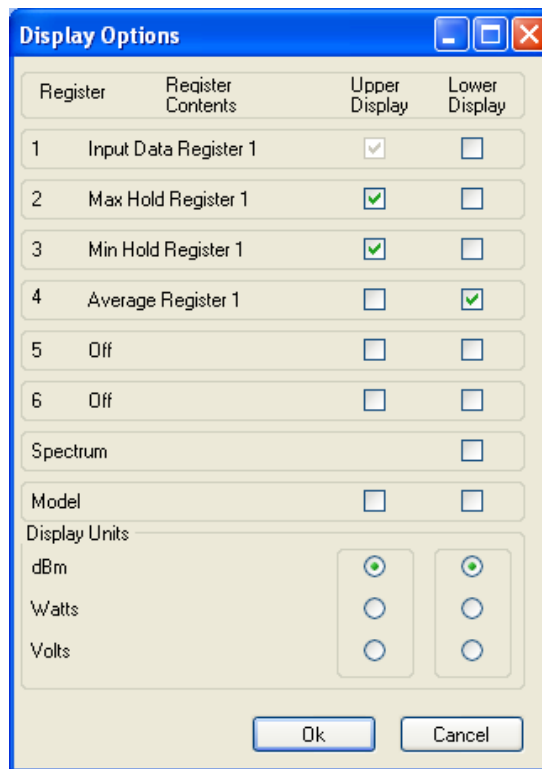 Display Options
Register Register Contents Upper Display Lower Display
1 Input Data Register 1
2 Max Hold Register 1
3 Min Hold Register 1
4 Average Register 1
5 Off
6 Off
Spectrum
Model
Display Units
dBm
Watts
Volts
Ok Cancel